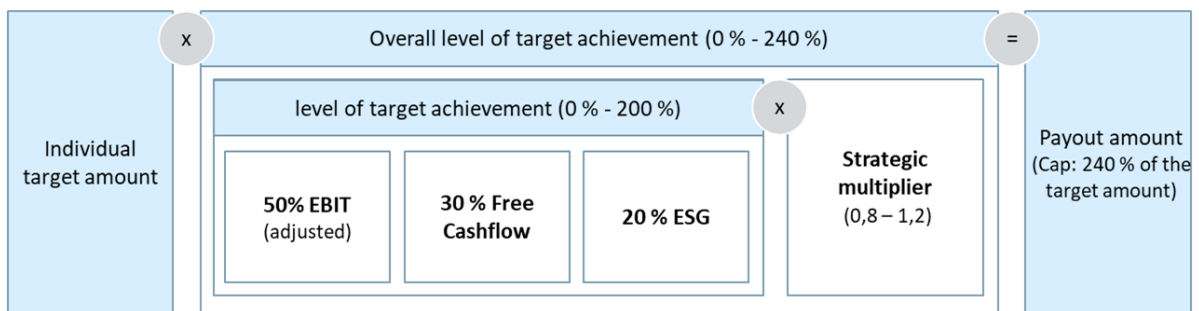 Individual
target amount
x
Overall level of target achievement (0 % - 240 %)
level of target achievement (0 % - 200 %)
50% EBIT
(adjusted)
30 % Free
Cashflow
20 % ESG
x
Strategic
multiplier
(0,8 – 1,2)
=
Payout amount
(Cap: 240 % of the
target amount)